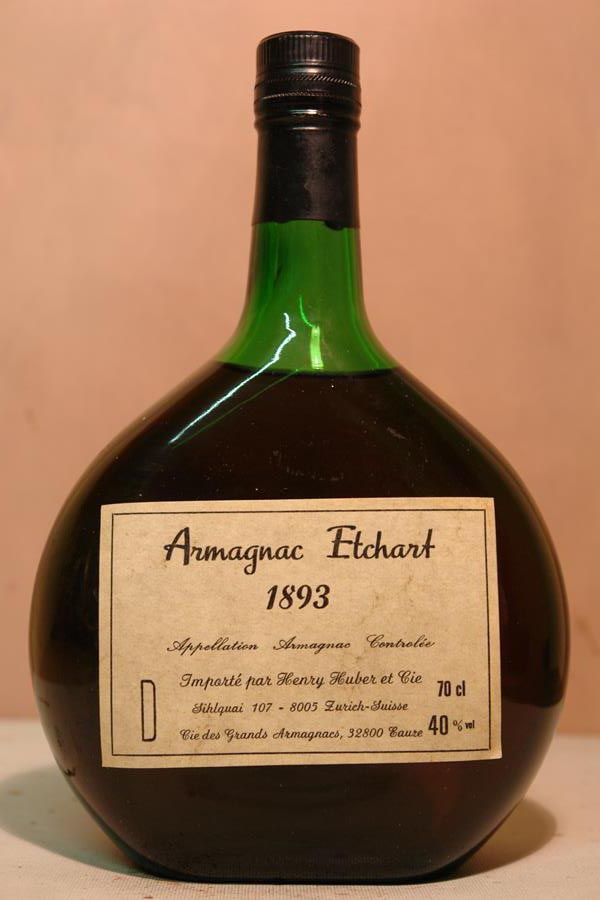 Armagnac Etchart
1893
Appellation Armagnac Controlée
Importé par Henry Huber et Cie
70 cl
D
Sihlquai 107 - 8005 Zurich-Suisse
Cie des Grands Armagnacs, 32800 Eauze
40 % vol